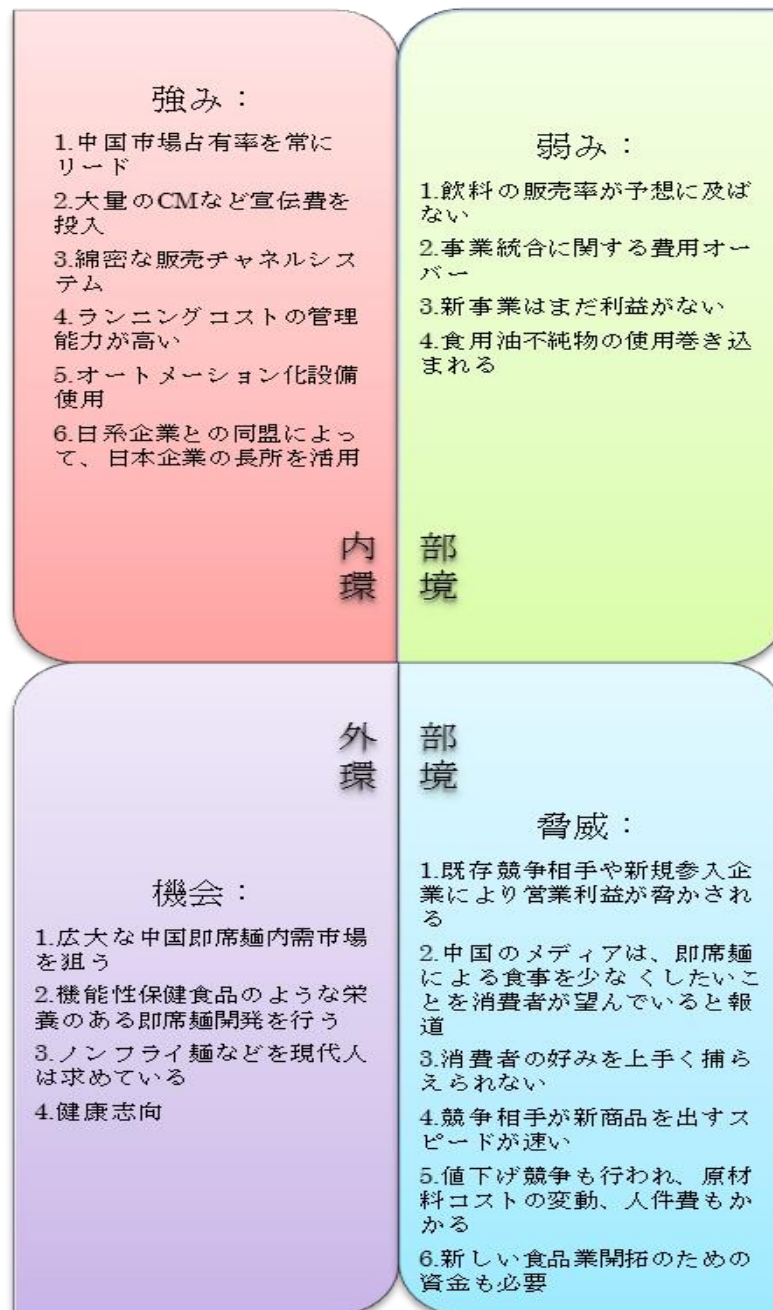 強み：
1.中国市場占有率を常に
リード
2.大量のCMなど宣伝費を
投入
3.綿密な販売チャネルシス
テム
4.ランニングコストの管理
能力が高い
5.オートメーション化設備
使用
6.日系企業との同盟によっ
て、日本企業の長所を活用
弱み：
1.飲料の販売率が予想に及ば
ない
2.事業統合に関する費用オー
バー
3.新事業はまだ利益がない
4.食用油不純物の使用巻き込
まれる
内 部
環 境
外 部
環 境
機会：
1.広大な中国即席麺内需市場
を狙う
2.機能性保健食品のような栄
養のある即席麺開発を行う
3.ノンフライ麺などを現代人
は求めている
4.健康志向
脅威：
1.既存競争相手や新規参入企
業により営業利益が脅かされ
る
2.中国のメディアは、即席麺
による食事を少なくしたいこ
とを消費者が望んでいると報
道
3.消費者の好みを上手く捕ら
えられない
4.競争相手が新商品を出すス
ピードが速い
5.値下げ競争も行われ、原材
料コストの変動、人件費もか
かる
6.新しい食品業開拓のための
資金も必要